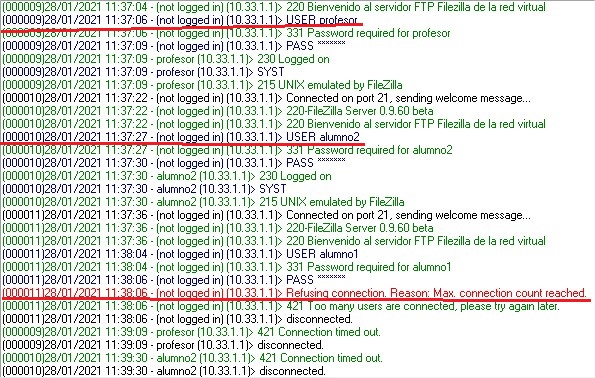 (000009)28/01/2021 11:37:04 - (not logged in) (10.33.1.1)> 220 Bienvenido al servidor FTP Filezilla de la red virtual
(000009)28/01/2021 11:37:06 - (not logged in) (10.33.1.1)> USER profesor
(000009)28/01/2021 11:37:06 - (not logged in) (10.33.1.1)> 331 Password required for profesor
(000009)28/01/2021 11:37:09 - (not logged in) (10.33.1.1)> PASS *******
(000009)28/01/2021 11:37:09 - profesor (10.33.1.1)> 230 Logged on
(000009)28/01/2021 11:37:09 - profesor (10.33.1.1)> SYST
(000009)28/01/2021 11:37:09 - profesor (10.33.1.1)> 215 UNIX emulated by FileZilla
(000010)28/01/2021 11:37:22 - (not logged in) (10.33.1.1)> Connected on port 21, sending welcome message...
(000010)28/01/2021 11:37:22 - (not logged in) (10.33.1.1)> 220-FileZilla Server 0.9.60 beta
(000010)28/01/2021 11:37:22 - (not logged in) (10.33.1.1)> 220 Bienvenido al servidor FTP Filezilla de la red virtual
(000010)28/01/2021 11:37:27 - (not logged in) (10.33.1.1)> USER alumno2
(000010)28/01/2021 11:37:27 - (not logged in) (10.33.1.1)> 331 Password required for alumno2
(000010)28/01/2021 11:37:30 - (not logged in) (10.33.1.1)> PASS *******
(000010)28/01/2021 11:37:30 - alumno2 (10.33.1.1)> 230 Logged on
(000010)28/01/2021 11:37:30 - alumno2 (10.33.1.1)> SYST
(000010)28/01/2021 11:37:30 - alumno2 (10.33.1.1)> 215 UNIX emulated by FileZilla
(000011)28/01/2021 11:37:36 - (not logged in) (10.33.1.1)> Connected on port 21, sending welcome message...
(000011)28/01/2021 11:37:36 - (not logged in) (10.33.1.1)> 220-FileZilla Server 0.9.60 beta
(000011)28/01/2021 11:37:36 - (not logged in) (10.33.1.1)> 220 Bienvenido al servidor FTP Filezilla de la red virtual
(000011)28/01/2021 11:38:04 - (not logged in) (10.33.1.1)> USER alumno1
(000011)28/01/2021 11:38:04 - (not logged in) (10.33.1.1)> 331 Password required for alumno1
(000011)28/01/2021 11:38:06 - (not logged in) (10.33.1.1)> PASS *******
(000011)28/01/2021 11:38:06 - (not logged in) (10.33.1.1)> Refusing connection. Reason: Max. connection count reached.
(000011)28/01/2021 11:38:06 - (not logged in) (10.33.1.1)> 421 Too many users are connected, please try again later.
(000011)28/01/2021 11:38:06 - (not logged in) (10.33.1.1)> disconnected.
(000009)28/01/2021 11:39:09 - profesor (10.33.1.1)> 421 Connection timed out.
(000009)28/01/2021 11:39:09 - profesor (10.33.1.1)> disconnected.
(000010)28/01/2021 11:39:30 - alumno2 (10.33.1.1)> 421 Connection timed out.
(000010)28/01/2021 11:39:30 - alumno2 (10.33.1.1)> disconnected.